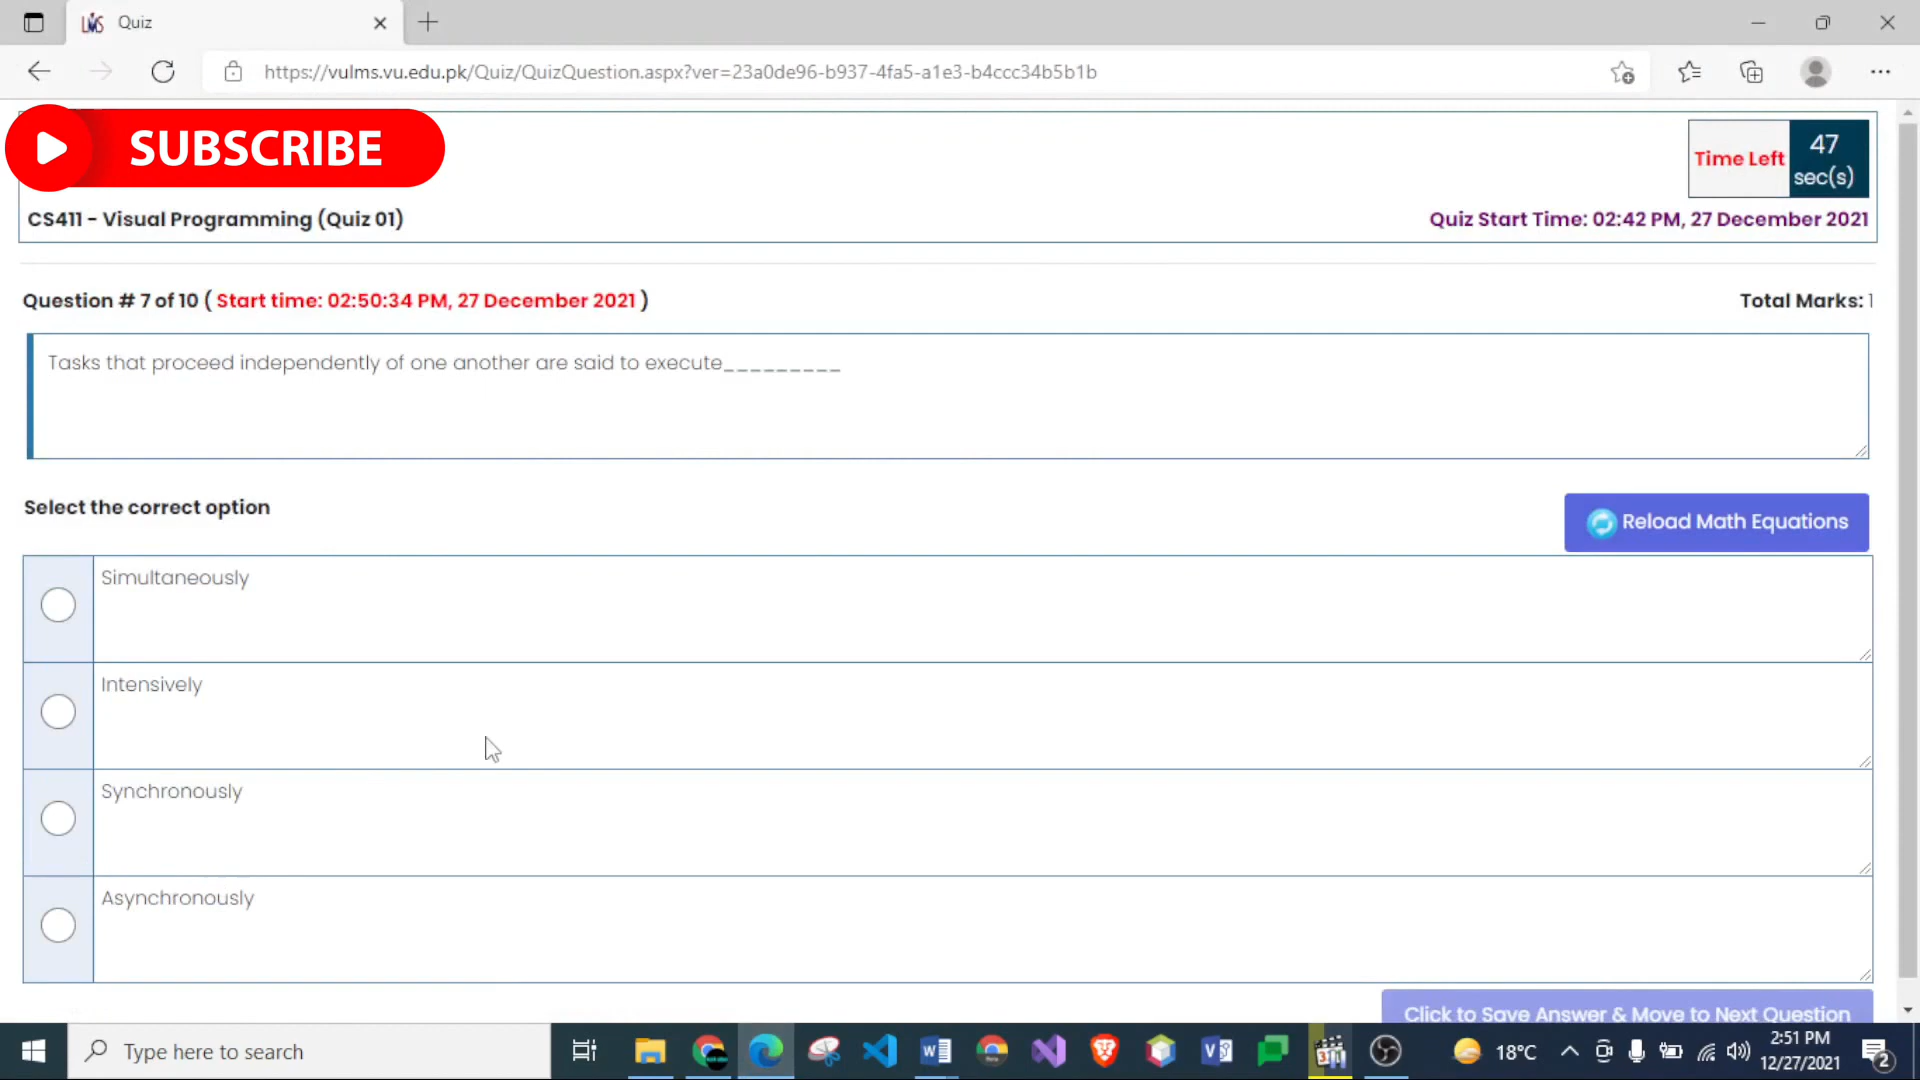 LMS
Quiz
https://vulms.vu.edu.pk/Quiz/QuizQuestion.aspx?ver=23a0de96-b937-4fa5-a1e3-b4ccc34b5b1b
SUBSCRIBE
Time Left
47
sec(s)
CS411 - Visual Programming (Quiz 01)
Quiz Start Time: 02:42 PM, 27 December 2021
Question # 7 of 10 ( Start time: 02:50:34 PM, 27 December 2021 )
Total Marks: 1
Tasks that proceed independently of one another are said to execute_________
Select the correct option
Reload Math Equations
Simultaneously
Intensively
Synchronously
Asynchronously
Click to Save Answer & Move to Next Question
Type here to search
18°C
2:51 PM
12/27/2021
2